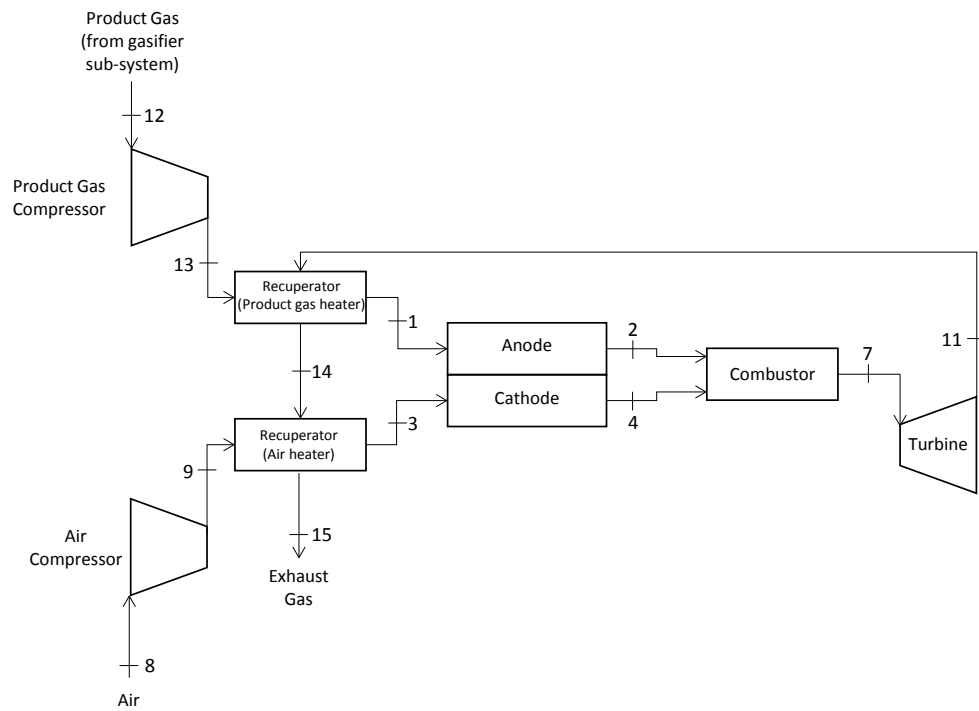 Product Gas
(from gasifier
sub-system)
12
Product Gas
Compressor
13
Recuperator
(Product gas heater)
1
Anode
2
Combustor
7
11
14
Cathode
4
3
Recuperator
(Air heater)
Turbine
9
Air
Compressor
15
Exhaust
Gas
8
Air